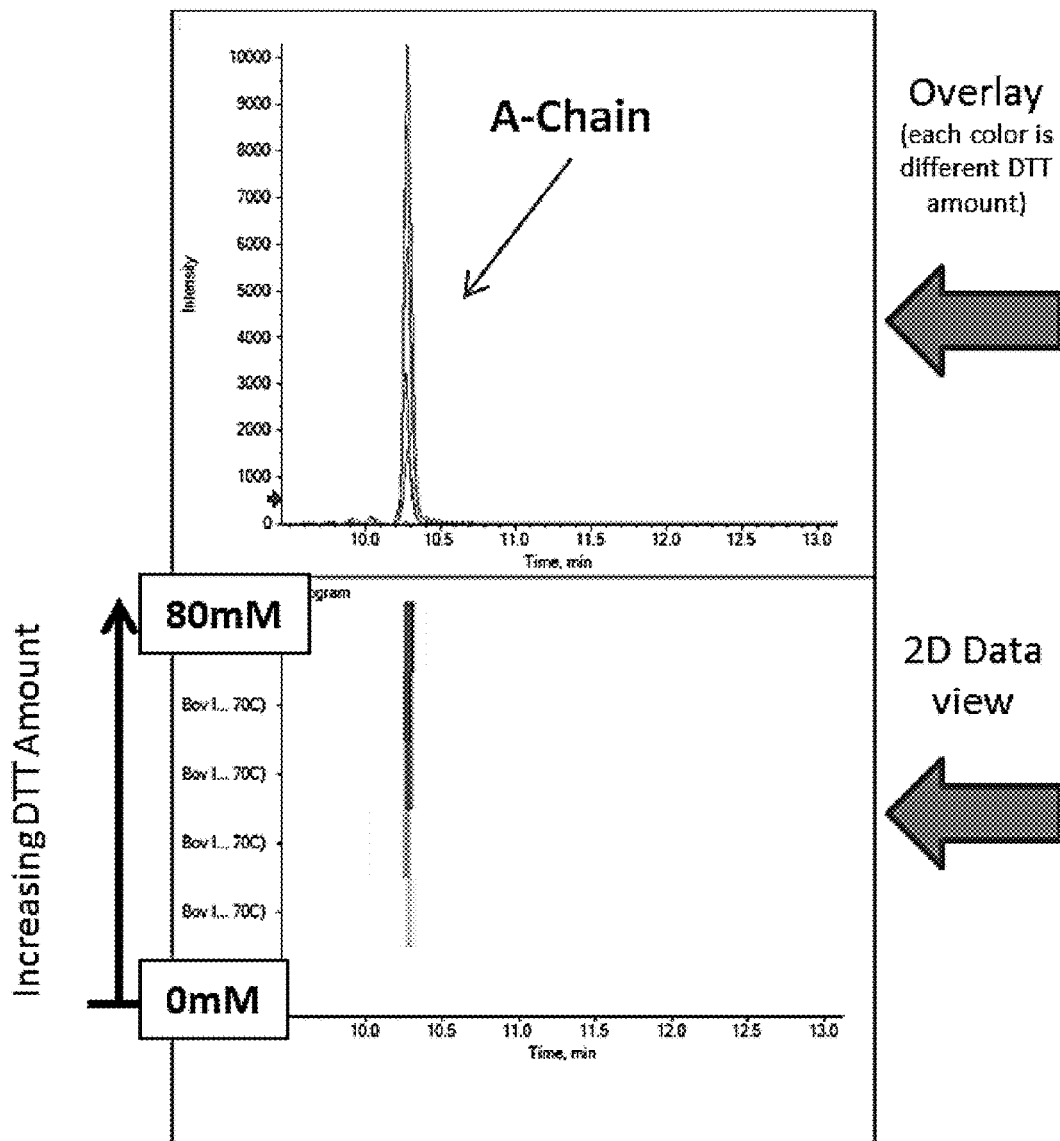 10000
9000
8000
7000
6000
5000
4000
3000
2000
1000
0
Intensity
A-Chain
10.0 10.5 11.0 11.5 12.0 12.5 13.0
Time, min
Overlay
(each color is
different DTT
amount)
80mM
ogram
Bov I... 70C)
Bov I... 70C)
Bov I... 70C)
Bov I... 70C)
0mM
Increasing DTT Amount
10.0 10.5 11.0 11.5 12.0 12.5 13.0
Time, min
2D Data
view